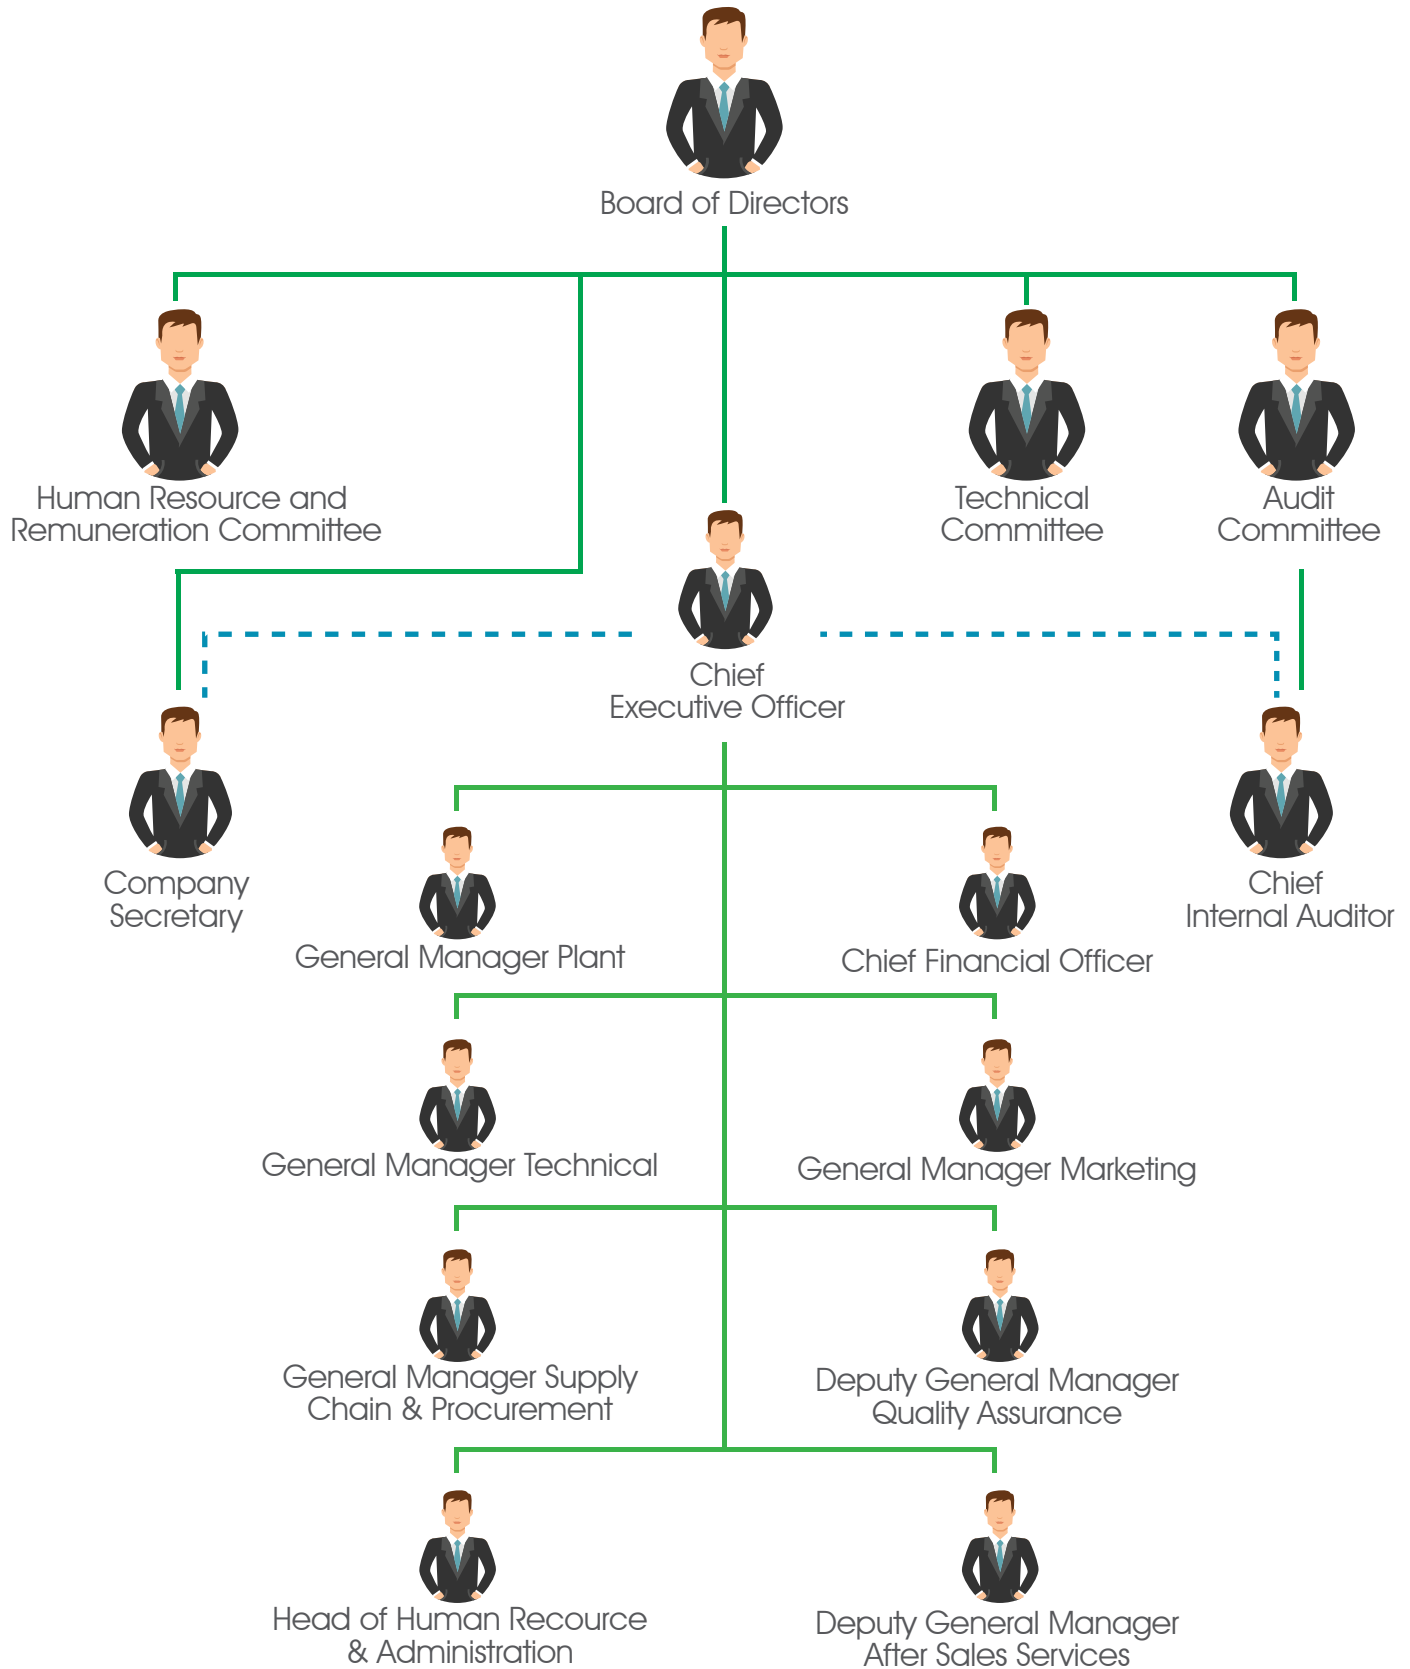 Board of Directors
Human Resource and
Remuneration Committee
Technical
Committee
Audit
Committee
Chief
Executive Officer
Company
Secretary
Chief
Internal Auditor
General Manager Plant
Chief Financial Officer
General Manager Technical
General Manager Marketing
General Manager Supply
Chain & Procurement
Deputy General Manager
Quality Assurance
Head of Human Recource
& Administration
Deputy General Manager
After Sales Services